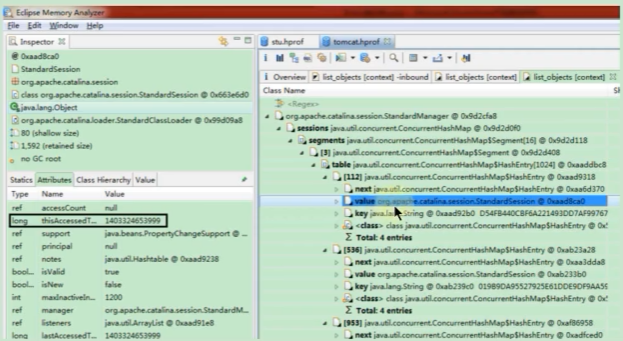 Eclipse Memory Analyzer
File Edit Window Help
Inspector
0xaad8ca0
StandardSession
org.apache.catalina.session
class org.apache.catalina.session.StandardSession @ 0x663e6d0
java.lang.Object
org.apache.catalina.loader.StandardClassLoader @ 0x99d09a8
80 (shallow size)
1,592 (retained size)
no GC root
Statics Attributes Class Hierarchy Value
Type Name Value
ref accessCount null
long thisAccessedT... 1403324653999
ref support java.beans.PropertyChangeSupport @ ...
ref principal null
ref notes java.util.Hashtable @ 0xaad9238
bool... isValid true
bool... isNew false
int maxInactiveIn... 1200
ref manager org.apache.catalina.session.StandardM...
ref listeners java.util.ArrayList @ 0xaad91e8
long lastAccessedT... 1403324653999
stu.hprof tomcat.hprof
i Overview list_objects [context] -inbound list_objects [context] list_objects [context]
Class Name
<Regex>
org.apache.catalina.session.StandardManager @ 0x9d2cfa8
sessions java.util.concurrent.ConcurrentHashMap @ 0x9d2d0f0
segments java.util.concurrent.ConcurrentHashMap$Segment[16] @ 0x9d2d118
[3] java.util.concurrent.ConcurrentHashMap$Segment @ 0x9d2d408
table java.util.concurrent.ConcurrentHashMap$HashEntry[1024] @ 0xaaddbc8
[112] java.util.concurrent.ConcurrentHashMap$HashEntry @ 0xaad9318
next java.util.concurrent.ConcurrentHashMap$HashEntry @ 0xaa6d370
value org.apache.catalina.session.StandardSession @ 0xaad8ca0
key java.lang.String @ 0xaad92b0 D54FB440CBF6A221493DD7AF99767
<class> class java.util.concurrent.ConcurrentHashMap$HashEntry @ 0x
Σ Total: 4 entries
[536] java.util.concurrent.ConcurrentHashMap$HashEntry @ 0xab23a28
next java.util.concurrent.ConcurrentHashMap$HashEntry @ 0xaa3dda8
value org.apache.catalina.session.StandardSession @ 0xab233b0
key java.lang.String @ 0xab239c0 01989DA95527925E61DDE9DF9AA59
<class> class java.util.concurrent.ConcurrentHashMap$HashEntry @ 0x
Σ Total: 4 entries
[953] java.util.concurrent.ConcurrentHashMap$HashEntry @ 0xaf86958
next java.util.concurrent.ConcurrentHashMap$HashEntry @ 0xadfced0